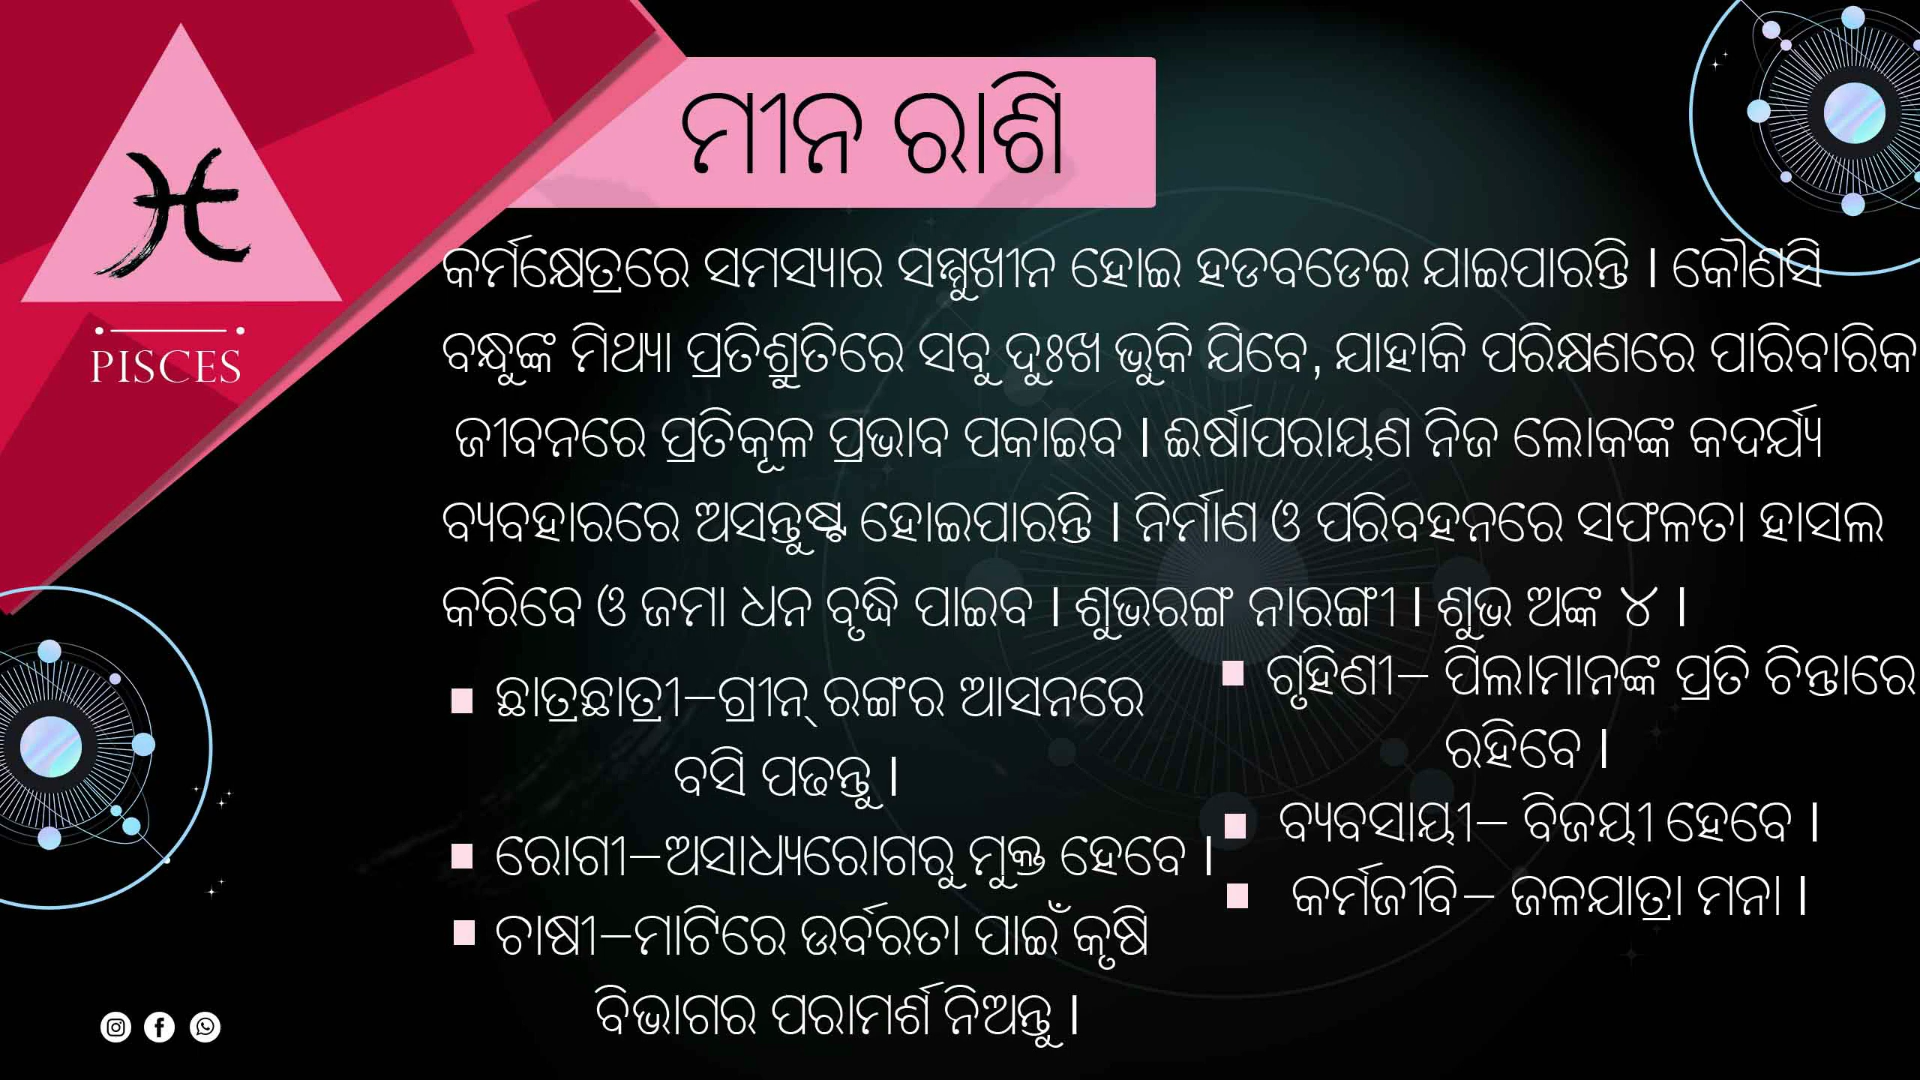 ମୀନ ରାଶି
PISCES
କର୍ମକ୍ଷେତ୍ରରେ ସମସ୍ୟାର ସମ୍ମୁଖୀନ ହୋଇ ହଡବଡେଇ ଯାଇପାରନ୍ତି । କୌଣସି
ବନ୍ଧୁଙ୍କ ମିଥ୍ୟା ପ୍ରତିଶ୍ରୁତିରେ ସବୁ ଦୁଃଖ ଭୁକି ଯିବେ, ଯାହାକି ପରିକ୍ଷଣରେ ପାରିବାରିକ
ଜୀବନରେ ପ୍ରତିକୂଳ ପ୍ରଭାବ ପକାଇବ । ଈର୍ଷାପରାୟଣ ନିଜ ଲୋକଙ୍କ କଦର୍ଯ୍ୟ
ବ୍ୟବହାରରେ ଅସନ୍ତୁଷ୍ଟ ହୋଇପାରନ୍ତି । ନିର୍ମାଣ ଓ ପରିବହନରେ ସଫଳତା ହାସଲ
କରିବେ ଓ ଜମା ଧନ ବୃଦ୍ଧି ପାଇବ । ଶୁଭରଙ୍ଗ ନାରଙ୍ଗୀ । ଶୁଭ ଅଙ୍କ ୪ ।
ଛାତ୍ରଛାତ୍ରୀ–ଗ୍ରୀନ୍ ରଙ୍ଗର ଆସନରେ
ବସି ପଢନ୍ତୁ ।
ରୋଗୀ–ଅସାଧ୍ୟରୋଗରୁ ମୁକ୍ତ ହେବେ ।
ଚାଷୀ–ମାଟିରେ ଉର୍ବରତା ପାଇଁ କୃଷି
ବିଭାଗର ପରାମର୍ଶ ନିଅନ୍ତୁ ।
ଗୃହିଣୀ– ପିଲାମାନଙ୍କ ପ୍ରତି ଚିନ୍ତାରେ
ରହିବେ ।
ବ୍ୟବସାୟୀ– ବିଜୟୀ ହେବେ ।
କର୍ମଜୀବି– ଜଳଯାତ୍ରା ମନା ।